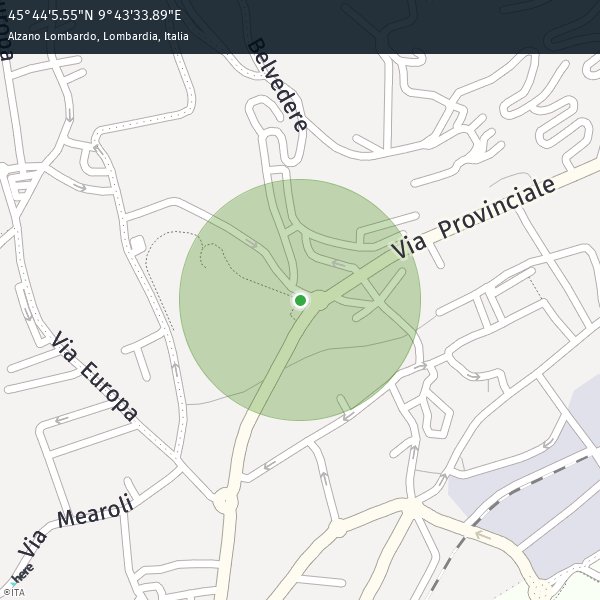 45°44'5.55"N 9°43'33.89"E
Alzano Lombardo, Lombardia, Italia
Belvedere
Via Provinciale
Via Europa
Via Mearoli
here
©ITA